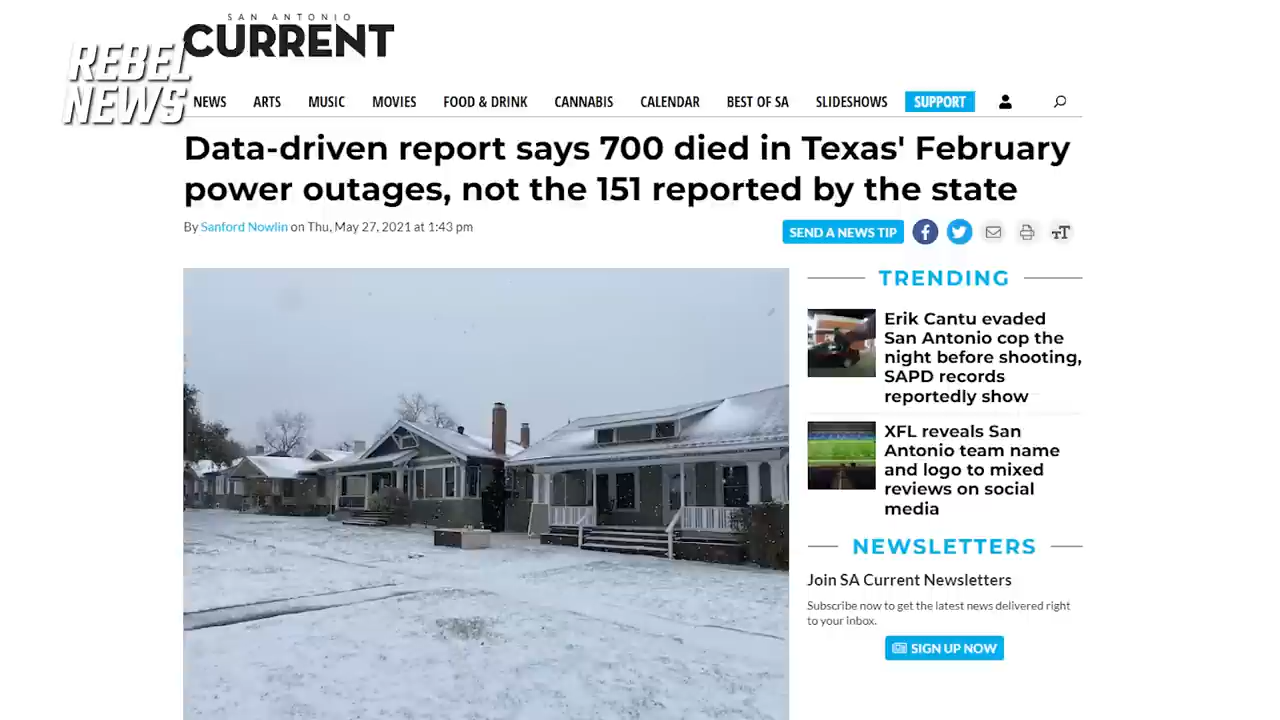 SAN ANTONIO
CURRENT
REBEL
NEWS
NEWS ARTS MUSIC MOVIES FOOD & DRINK CANNABIS CALENDAR BEST OF SA SLIDESHOWS SUPPORT
Data-driven report says 700 died in Texas' February
power outages, not the 151 reported by the state
By Sanford Nowlin on Thu, May 27, 2021 at 1:43 pm
SEND A NEWS TIP
TRENDING
Erik Cantu evaded
San Antonio cop the
night before shooting,
SAPD records
reportedly show
XFL reveals San
Antonio team name
and logo to mixed
reviews on social
media
NEWSLETTERS
Join SA Current Newsletters
Subscribe now to get the latest news delivered right
to your inbox.
SIGN UP NOW